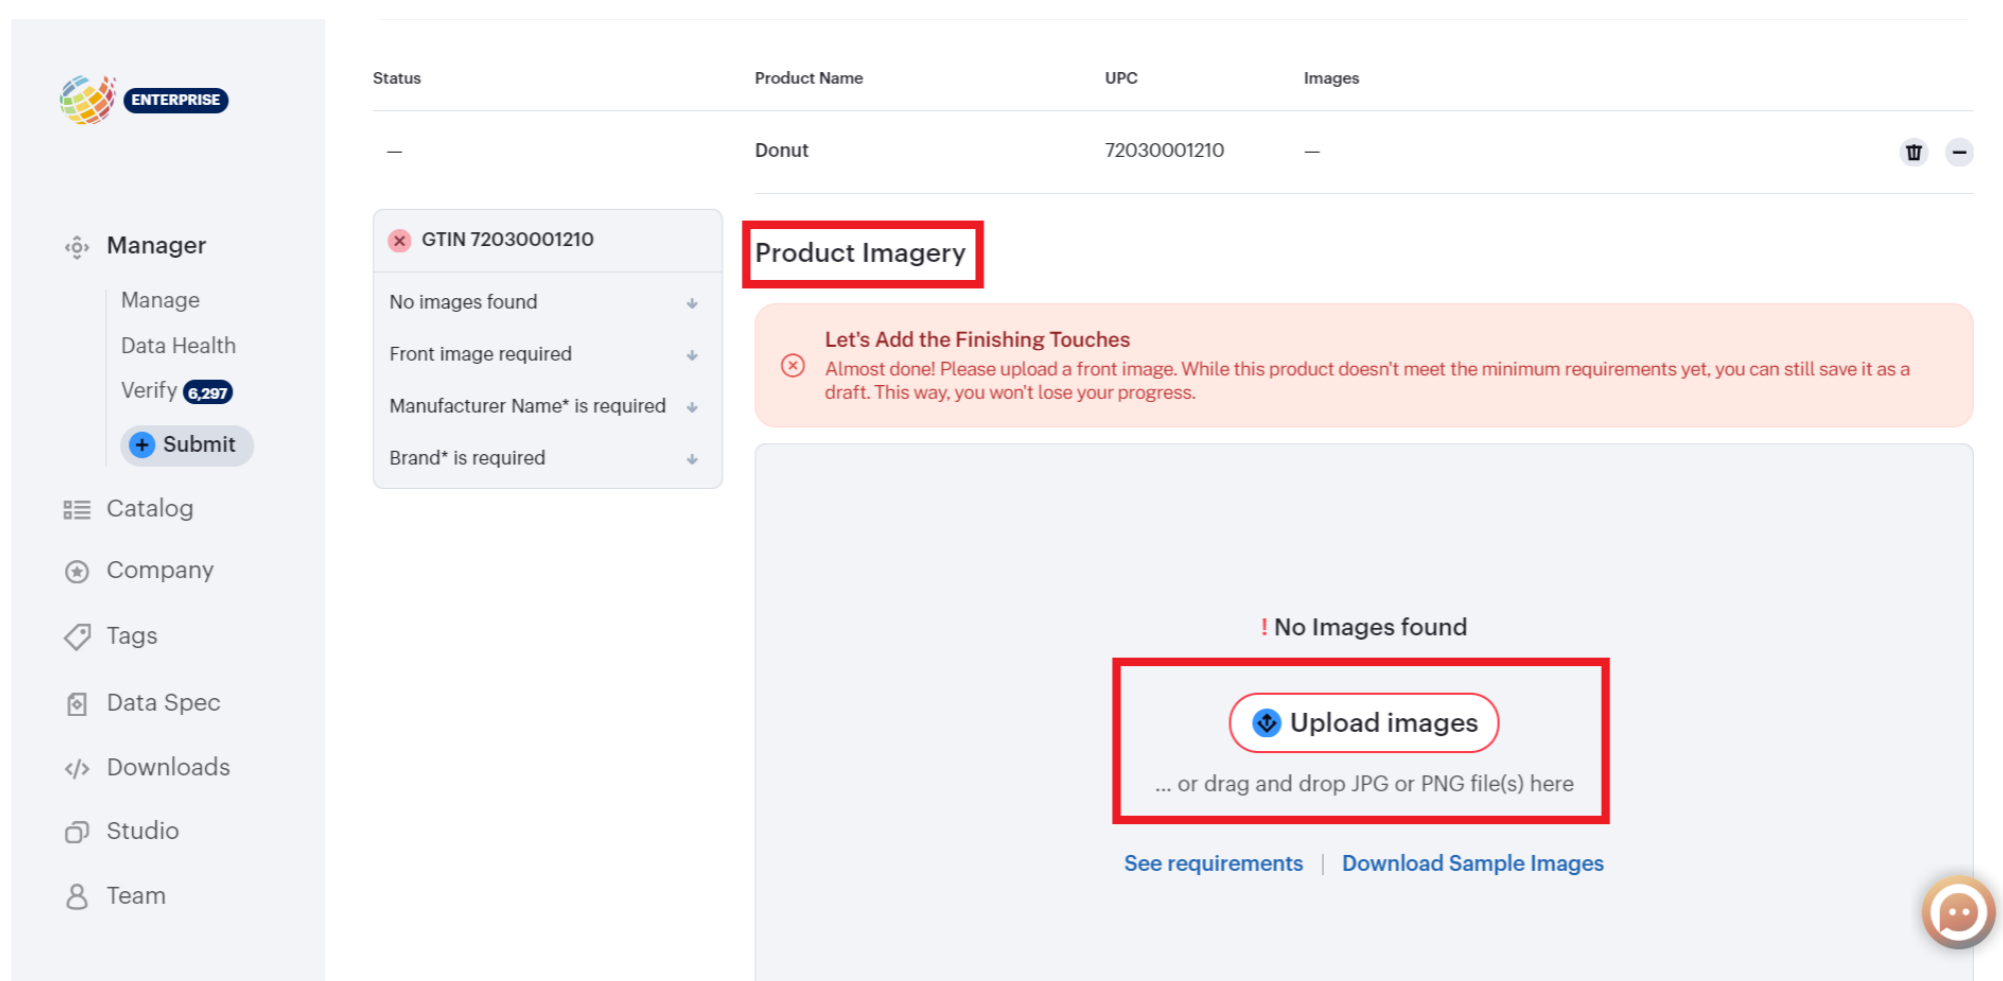 ENTERPRISE
Manager
Manage
Data Health
Verify 6,297
Submit
Catalog
Company
Tags
Data Spec
Downloads
Studio
Team
Status Product Name UPC Images
— Donut 72030001210 —
GTIN 72030001210
No images found
Front image required
Manufacturer Name* is required
Brand* is required
Product Imagery
Let's Add the Finishing Touches
Almost done! Please upload a front image. While this product doesn't meet the minimum requirements yet, you can still save it as a
draft. This way, you won't lose your progress.
! No Images found
Upload images
... or drag and drop JPG or PNG file(s) here
See requirements | Download Sample Images